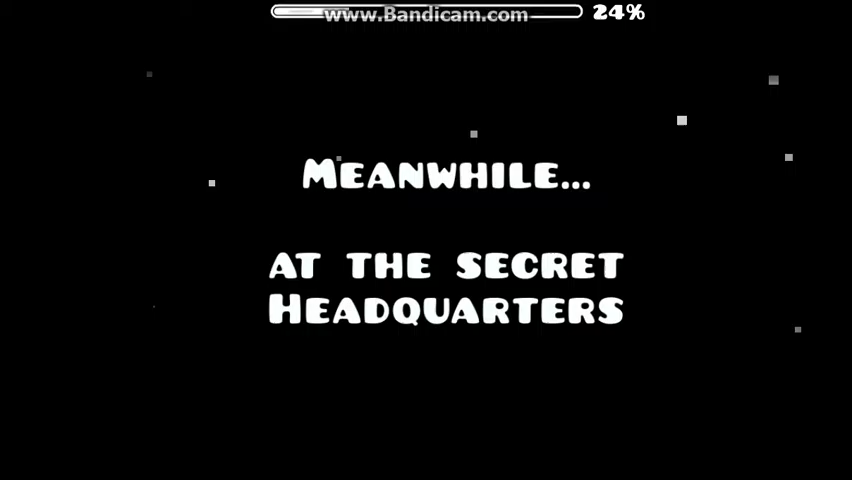 www.Bandicam.com 24%
MEANWHILE...
AT THE SECRET
HEADQUARTERS